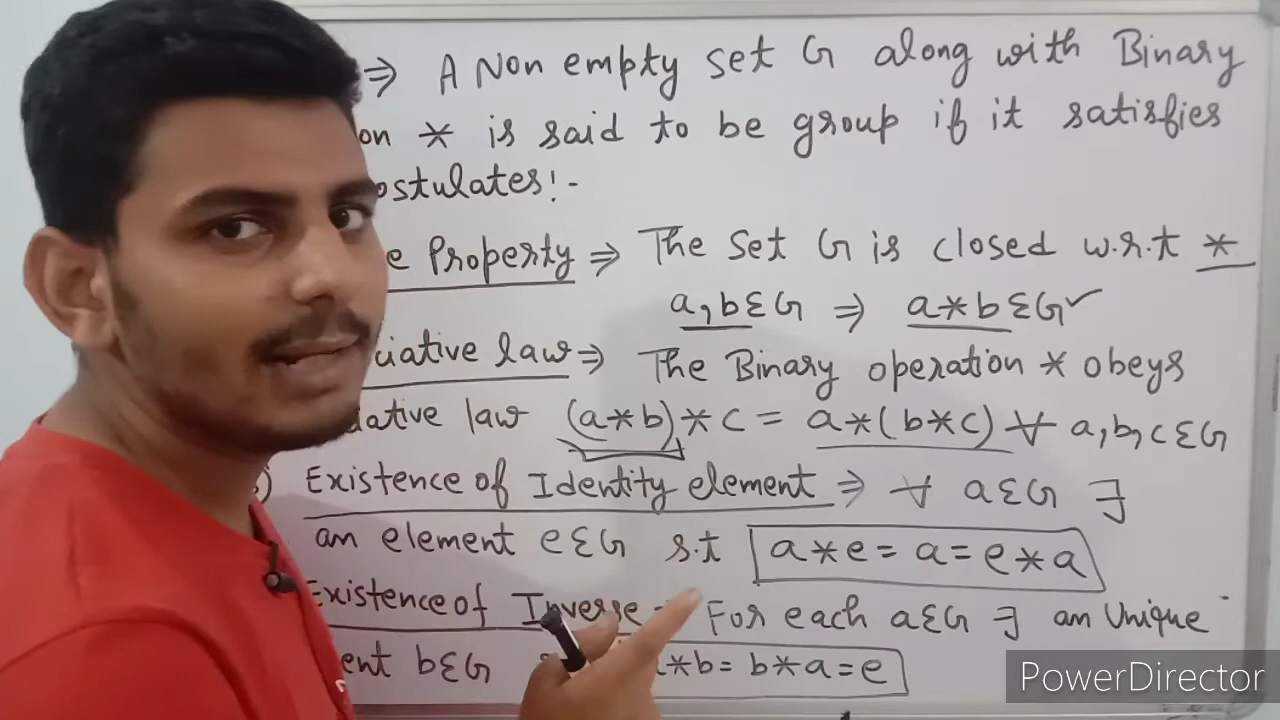 ⇒ A Non empty set G along with Binary
on * is said to be group if it satisfies
ostulates!-
e Property ⇒ The set G is closed w.r.t *
a, b ∈ G ⇒ a * b ∈ G ✓
ciative law ⇒ The Binary operation * obeys
iative law (a * b) * c = a * (b * c) ∀ a, b, c ∈ G
) Existence of Identity element ⇒ ∀ a ∈ G ∃
an element e ∈ G s.t a * e = a = e * a
Existence of Inverse For each a ∈ G ∃ an Unique
ent b ∈ G * b = b * a = e
PowerDirector